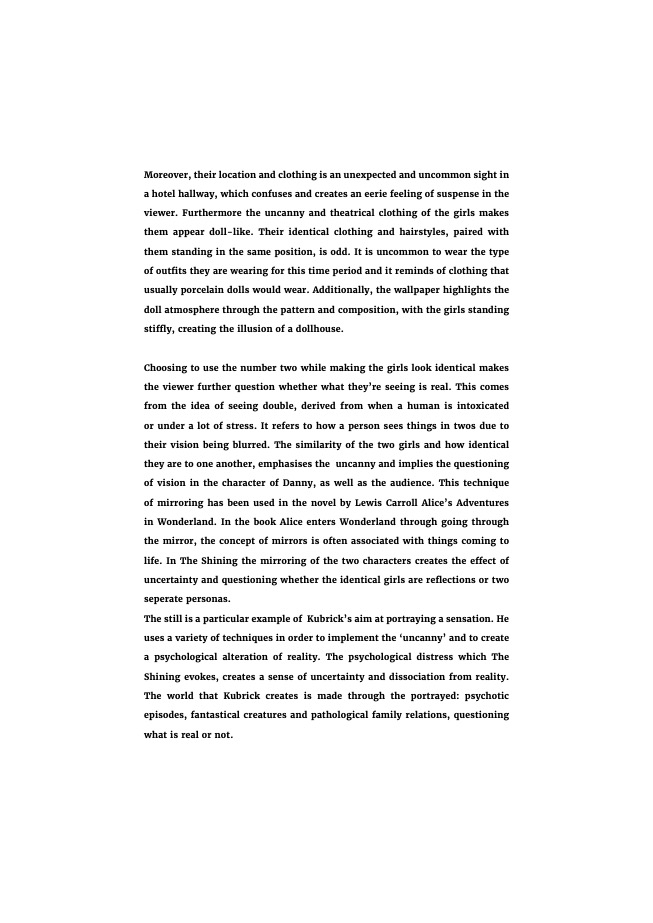 Moreover, their location and clothing is an unexpected and uncommon sight in
a hotel hallway, which confuses and creates an eerie feeling of suspense in the
viewer. Furthermore the uncanny and theatrical clothing of the girls makes
them appear doll-like. Their identical clothing and hairstyles, paired with
them standing in the same position, is odd. It is uncommon to wear the type
of outfits they are wearing for this time period and it reminds of clothing that
usually porcelain dolls would wear. Additionally, the wallpaper highlights the
doll atmosphere through the pattern and composition, with the girls standing
stiffly, creating the illusion of a dollhouse.

Choosing to use the number two while making the girls look identical makes
the viewer further question whether what they're seeing is real. This comes
from the idea of seeing double, derived from when a human is intoxicated
or under a lot of stress. It refers to how a person sees things in twos due to
their vision being blurred. The similarity of the two girls and how identical
they are to one another, emphasises the uncanny and implies the questioning
of vision in the character of Danny, as well as the audience. This technique
of mirroring has been used in the novel by Lewis Carroll Alice's Adventures
in Wonderland. In the book Alice enters Wonderland through going through
the mirror, the concept of mirrors is often associated with things coming to
life. In The Shining the mirroring of the two characters creates the effect of
uncertainty and questioning whether the identical girls are reflections or two
seperate personas.
The still is a particular example of Kubrick's aim at portraying a sensation. He
uses a variety of techniques in order to implement the 'uncanny' and to create
a psychological alteration of reality. The psychological distress which The
Shining evokes, creates a sense of uncertainty and dissociation from reality.
The world that Kubrick creates is made through the portrayed: psychotic
episodes, fantastical creatures and pathological family relations, questioning
what is real or not.